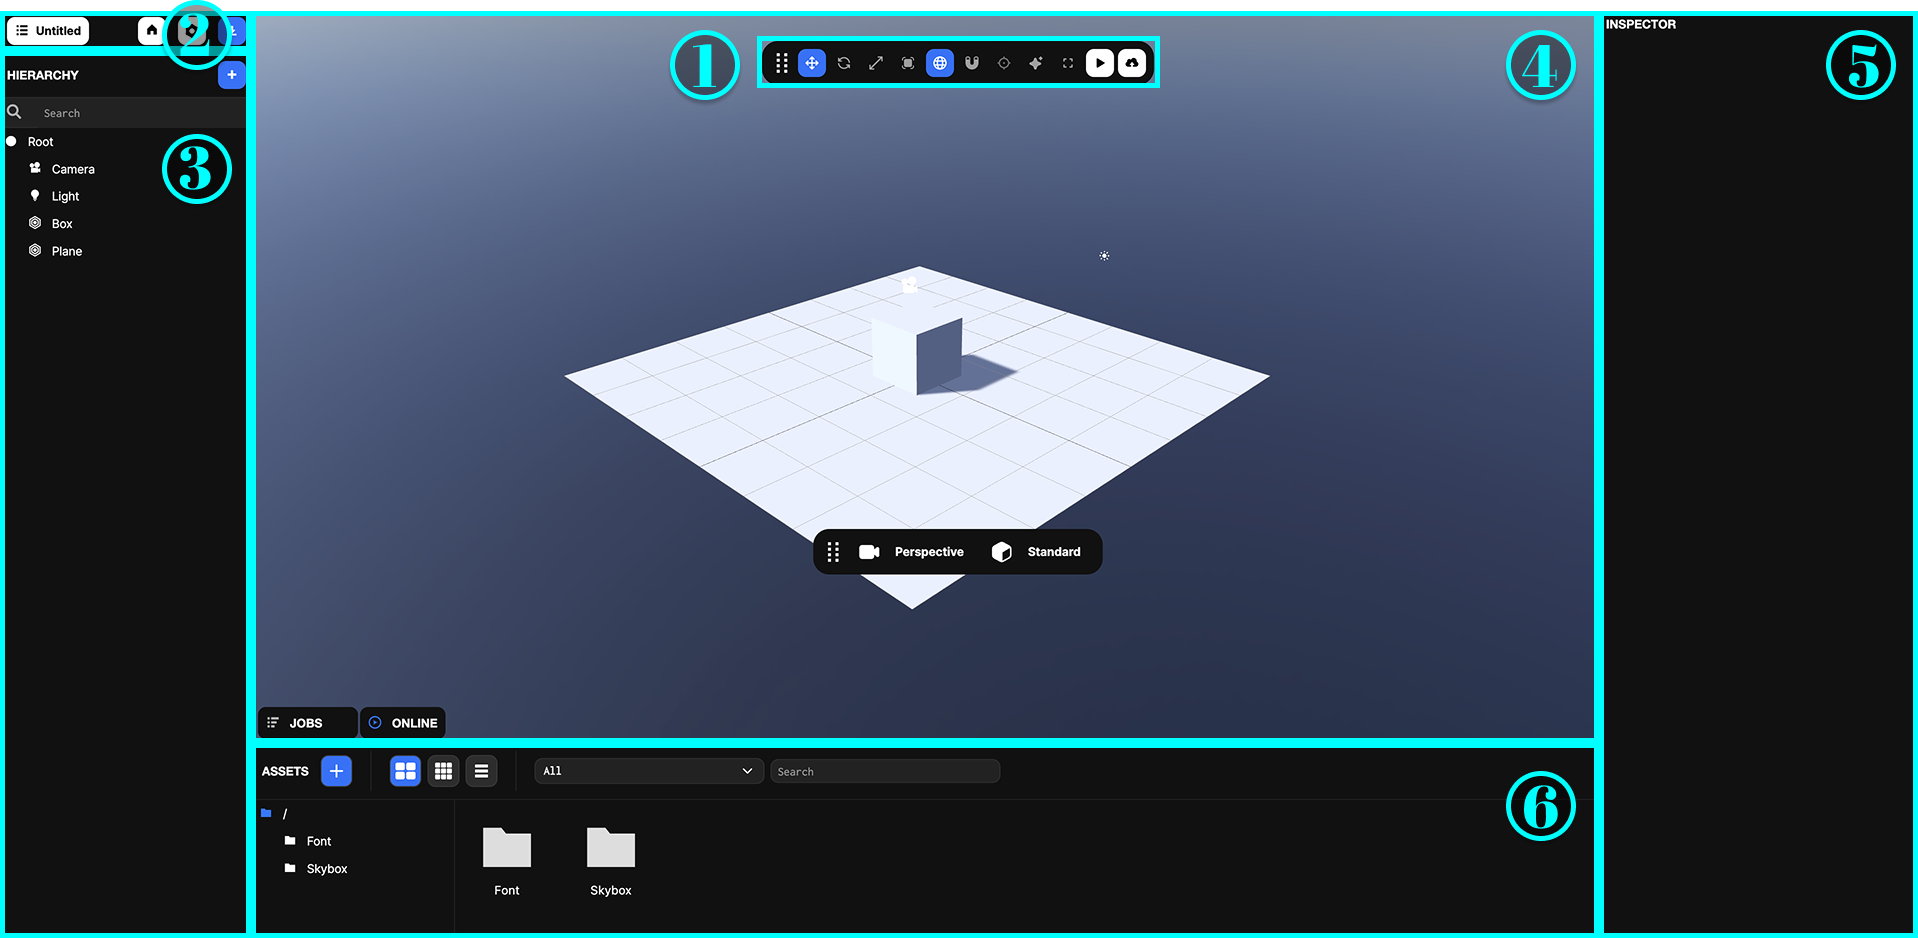 Untitled
2
HIERARCHY
Search
Root
Camera
Light
Box
Plane
3
1
4
INSPECTOR
5
Perspective
Standard
JOBS
ONLINE
ASSETS
All
Search
/
Font
Skybox
Font
Skybox
6